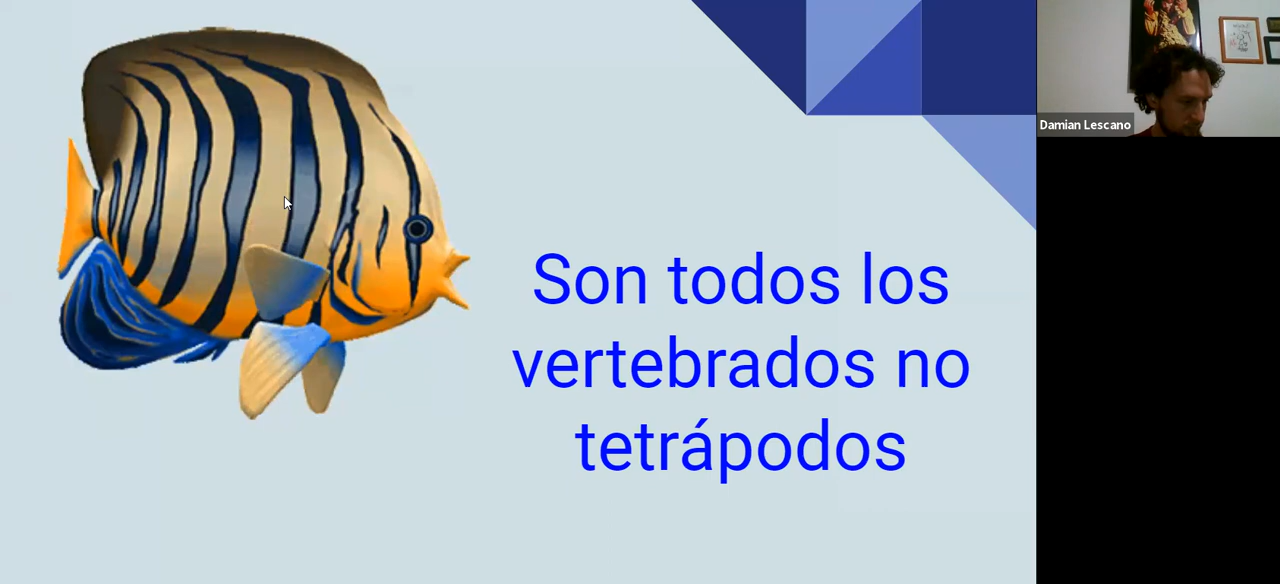 Son todos los
vertebrados no
tetrápodos
Damian Lescano